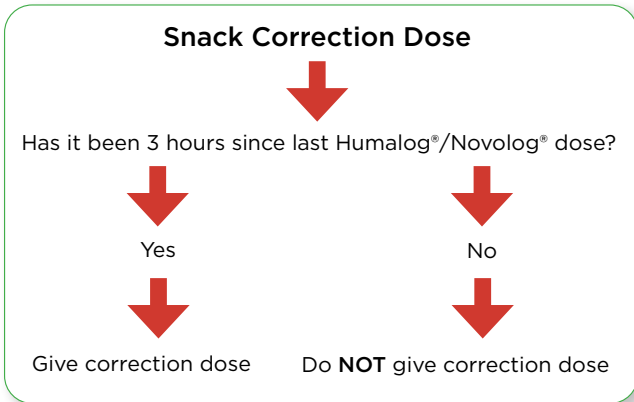 Snack Correction Dose
Has it been 3 hours since last Humalog®/Novolog® dose?
Yes
No
Give correction dose
Do NOT give correction dose